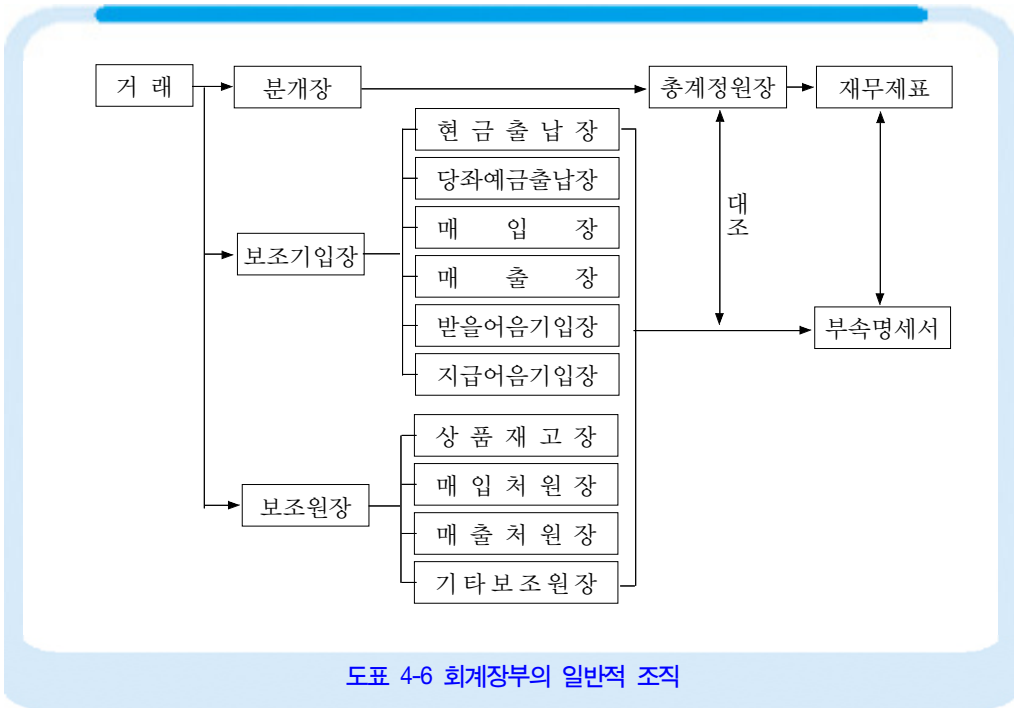 거 래
분개장
총계정원장
재무제표
현 금 출 납 장
당좌예금출납장
매 입 장
대조
보조기입장
매 출 장
받을어음기입장
부속명세서
지급어음기입장
상 품 재 고 장
매 입 처 원 장
보조원장
매 출 처 원 장
기타보조원장
도표 4-6 회계장부의 일반적 조직